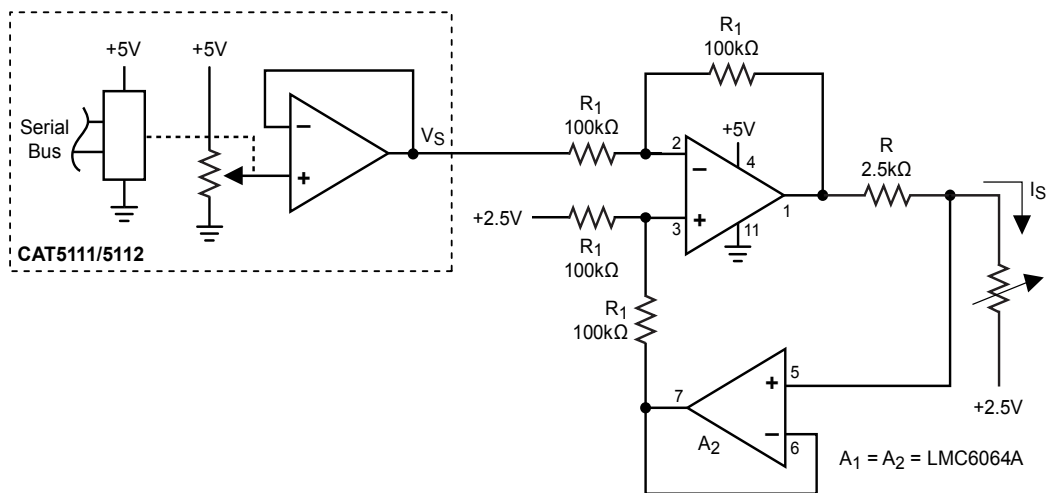 +5V
+5V
Serial
Bus
−
+
VS
CAT5111/5112
R1
100kΩ
R1
100kΩ
+5V
2
4
−
+
3
11
1
R
2.5kΩ
IS
+2.5V
R1
100kΩ
R1
100kΩ
5
+
7
−
6
A2
+2.5V
A1 = A2 = LMC6064A